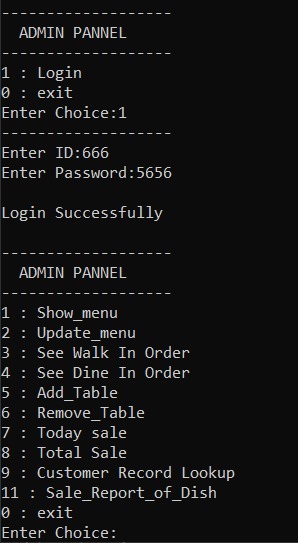 -------------------
  ADMIN PANNEL
-------------------
1 : Login
0 : exit
Enter Choice:1
-------------------
Enter ID:666
Enter Password:5656

Login Successfully

-------------------
  ADMIN PANNEL
-------------------
1 : Show_menu
2 : Update_menu
3 : See Walk In Order
4 : See Dine In Order
5 : Add_Table
6 : Remove_Table
7 : Today sale
8 : Total Sale
9 : Customer Record Lookup
11 : Sale_Report_of_Dish
0 : exit
Enter Choice: